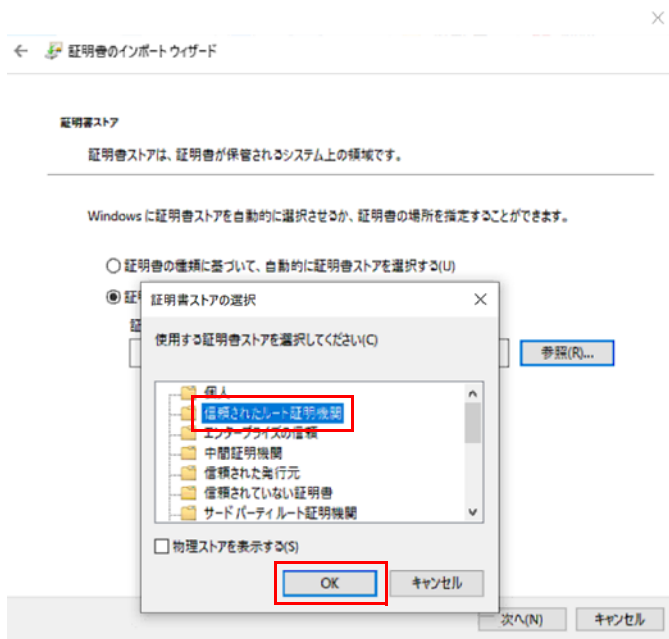 証明書のインポート ウィザード
証明書ストア
証明書ストアは、証明書が保管されるシステム上の領域です。
Windows に証明書ストアを自動的に選択させるか、証明書の場所を指定することができます。
証明書の種類に基づいて、自動的に証明書ストアを選択する(U)
証明
証
参照(R)...
証明書ストアの選択
使用する証明書ストアを選択してください(C)
個人
信頼されたルート証明機関
エンタープライズの信頼
中間証明機関
信頼された発行元
信頼されていない証明書
サード パーティ ルート証明機関
物理ストアを表示する(S)
OK
キャンセル
次へ(N)
キャンセル